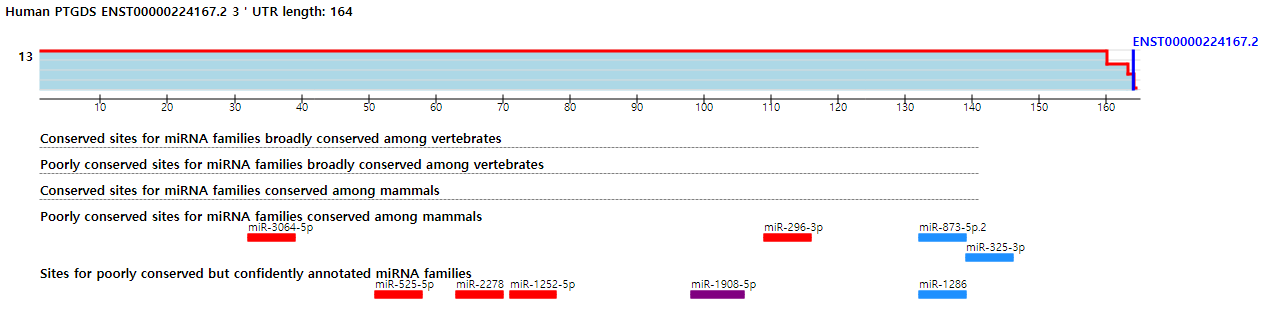 Human PTGDS ENST00000224167.2 3 ' UTR length: 164
ENST00000224167.2
13
10 20 30 40 50 60 70 80 90 100 110 120 130 140 150 160
Conserved sites for miRNA families broadly conserved among vertebrates
Poorly conserved sites for miRNA families broadly conserved among vertebrates
Conserved sites for miRNA families conserved among mammals
Poorly conserved sites for miRNA families conserved among mammals
miR-3064-5p miR-296-3p miR-873-5p.2
miR-325-3p
Sites for poorly conserved but confidently annotated miRNA families
miR-525-5p miR-2278 miR-1252-5p miR-1908-5p miR-1286